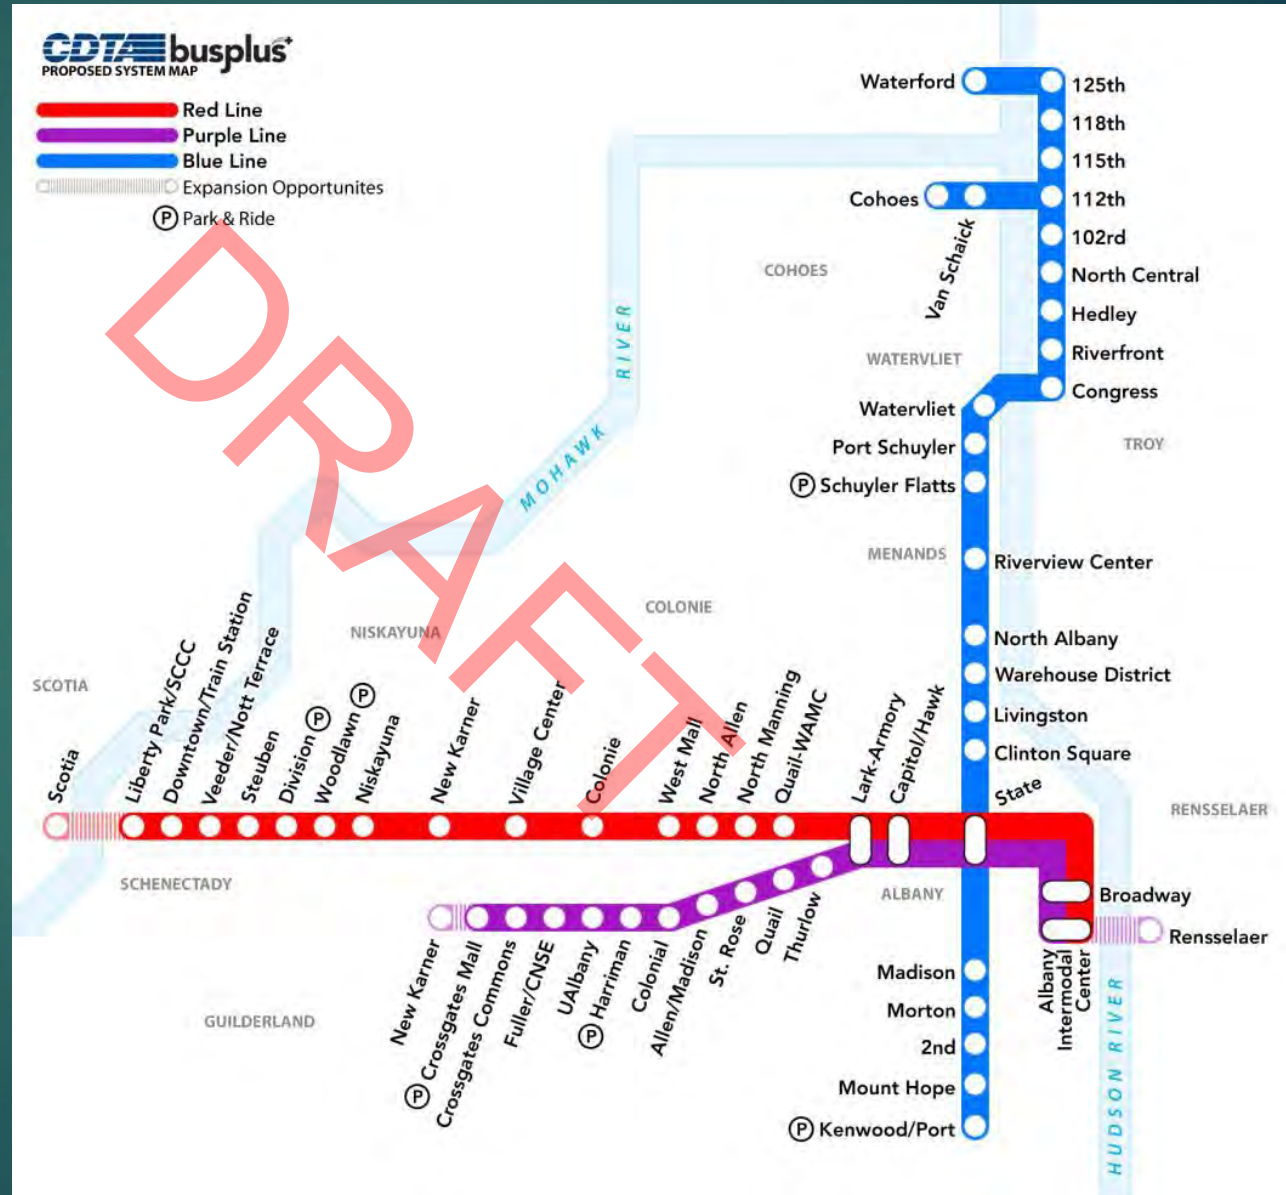 CDTA busplus+
PROPOSED SYSTEM MAP
Red Line
Purple Line
Blue Line
Expansion Opportunites
P Park & Ride
DRAFT
Waterford
125th
118th
115th
Cohoes
112th
Van Schaick
102rd
COHOES
North Central
Hedley
WATERVLIET
Riverfront
Congress
Watervliet
TROY
Port Schuyler
P Schuyler Flatts
MENANDS
Riverview Center
North Albany
Warehouse District
Livingston
Clinton Square
State
MOHAWK RIVER
COLONIE
NISKAYUNA
SCOTIA
Scotia
Liberty Park/SCCC
Downtown/Train Station
Veeder/Nott Terrace
Steuben
Division P
Woodlawn P
Niskayuna
New Karner
Village Center
Colonie
West Mall
North Allen
North Manning
Quail-WAMC
Lark-Armory
Capitol/Hawk
RENSSELAER
SCHENECTADY
ALBANY
Broadway
Rensselaer
Albany
Intermodal
Center
New Karner
P Crossgates Mall
Crossgates Commons
Fuller/CNSE
UAlbany
P Harriman
Colonial
Allen/Madison
St. Rose
Quail
Thurlow
GUILDERLAND
Madison
Morton
2nd
Mount Hope
P Kenwood/Port
HUDSON RIVER